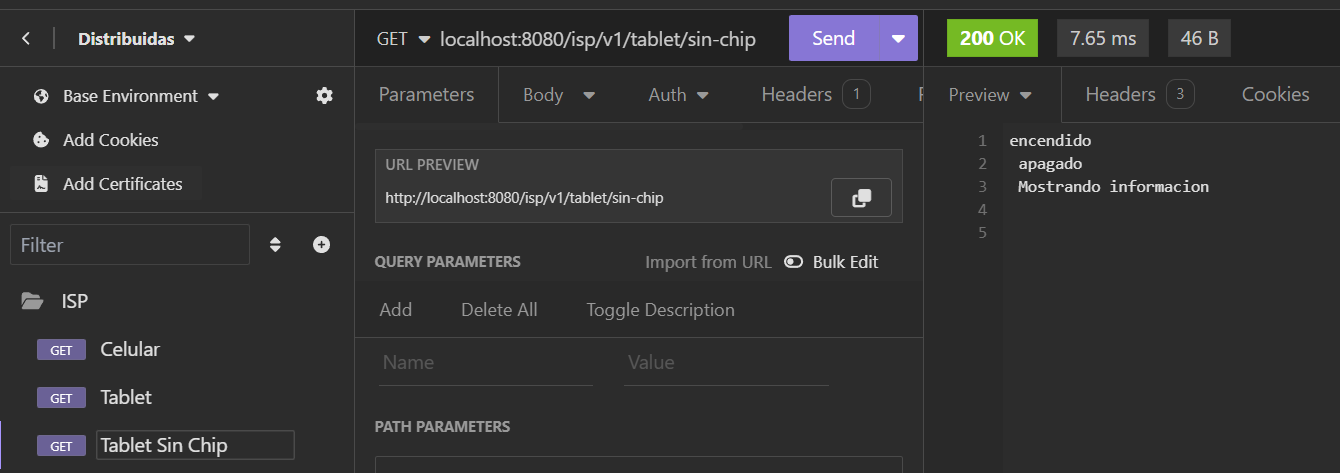 Distribuidas
Base Environment
Add Cookies
Add Certificates
Filter
ISP
GET Celular
GET Tablet
GET Tablet Sin Chip
GET localhost:8080/isp/v1/tablet/sin-chip Send
Parameters Body Auth Headers 1
URL PREVIEW
http://localhost:8080/isp/v1/tablet/sin-chip
QUERY PARAMETERS Import from URL Bulk Edit
Add Delete All Toggle Description
Name Value
PATH PARAMETERS
200 OK 7.65 ms 46 B
Preview Headers 3 Cookies
1 encendido
2 apagado
3 Mostrando informacion
4
5